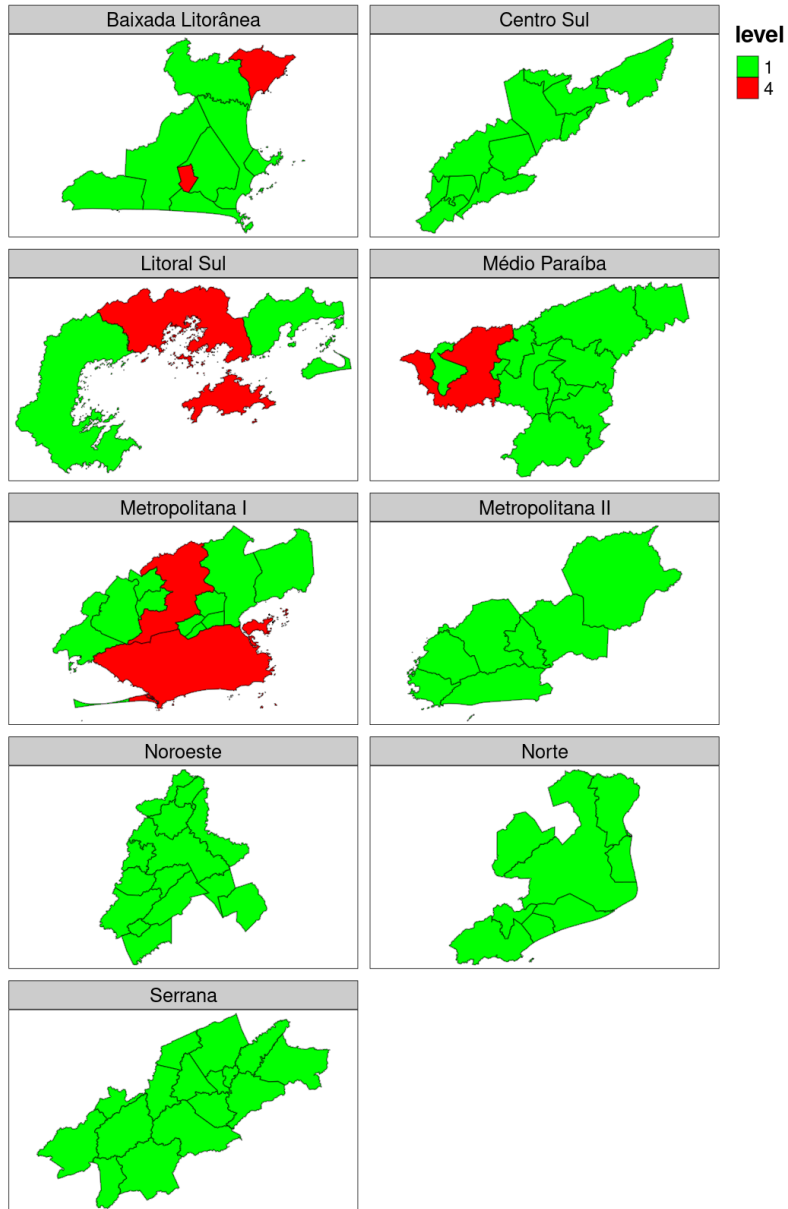 Baixada Litorânea
Centro Sul
level
1
4
Litoral Sul
Médio Paraíba
Metropolitana I
Metropolitana II
Noroeste
Norte
Serrana